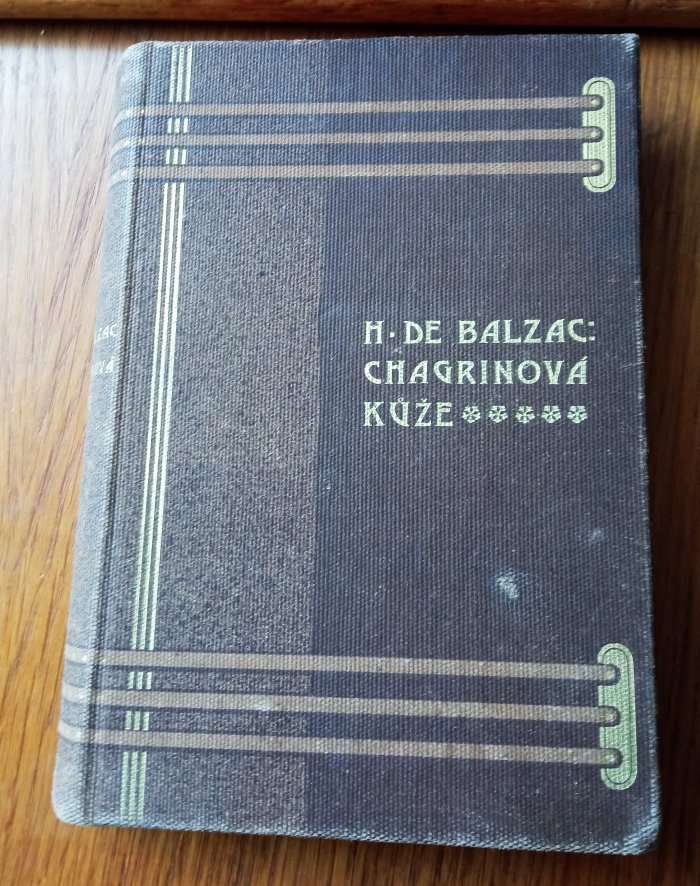 H. DE BALZAC:
CHAGRINOVÁ
KŮŽE